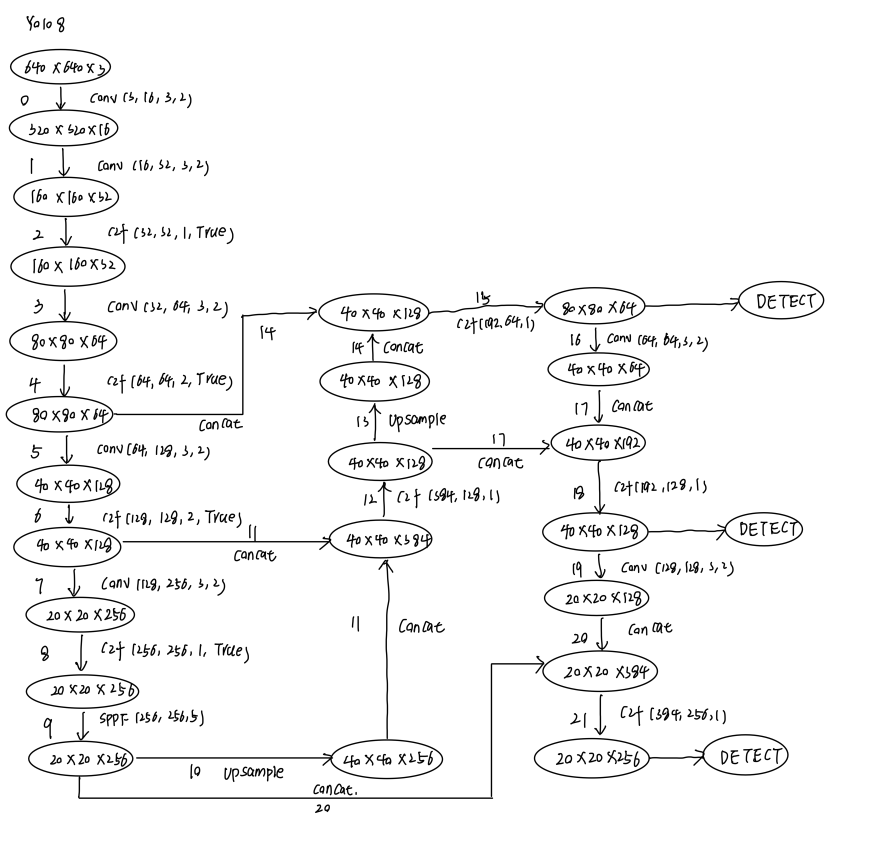 Yolo 8
640 × 640 × 3
0 Conv (3, 16, 3, 2)
320 × 320 × 16
1 Conv (16, 32, 3, 2)
160 × 160 × 32
2 C2f (32, 32, 1, True)
160 × 160 × 32
3 Conv (32, 64, 3, 2)
80 × 80 × 64
4 C2f (64, 64, 2, True)
80 × 80 × 64
Concat
14
5 Conv (64, 128, 3, 2)
40 × 40 × 128
6 C2f (128, 128, 2, True)
40 × 40 × 128
11
Concat
7 Conv (128, 256, 3, 2)
20 × 20 × 256
8 C2f (256, 256, 1, True)
20 × 20 × 256
9 SPPF (256, 256, 5)
20 × 20 × 256
10 Upsample
Concat.
20
40 × 40 × 128
14 Concat
40 × 40 × 128
13 Upsample
40 × 40 × 128
12 C2f (384, 128, 1)
40 × 40 × 384
11 Concat
40 × 40 × 256
15
C2f (192, 64, 1)
17
Concat
80 × 80 × 64
DETECT
16 Conv (64, 64, 3, 2)
40 × 40 × 64
17 Concat
40 × 40 × 192
18 C2f (192, 128, 1)
40 × 40 × 128
DETECT
19 Conv (128, 128, 3, 2)
20 × 20 × 128
20 Concat
20 × 20 × 384
21 C2f (384, 256, 1)
20 × 20 × 256
DETECT